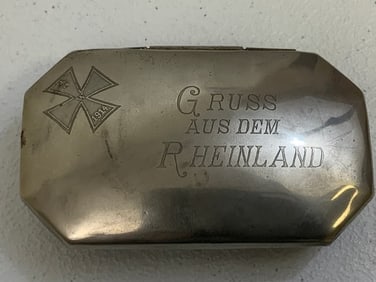 1914
GRUSS
AUS DEM
RHEINLAND